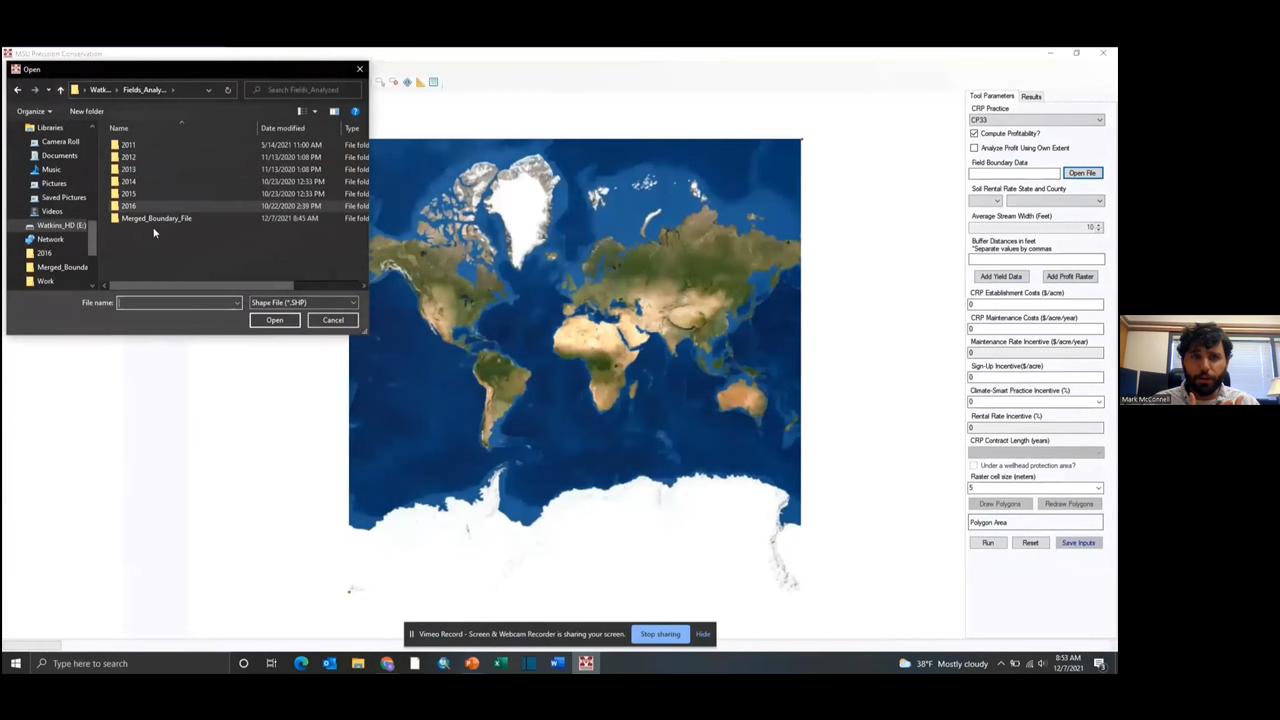 MSU Precision Conservation
Open
Watk... Fields_Analy...
Search Fields_Analyzed
Organize New folder
Libraries
Camera Roll
Documents
Music
Pictures
Saved Pictures
Videos
Watkins_HD (E:)
Network
2016
Merged_Bounda
Work
Name Date modified Type
2011 5/14/2021 11:00 AM File fold
2012 11/13/2020 1:08 PM File fold
2013 11/13/2020 1:08 PM File fold
2014 10/23/2020 12:33 PM File fold
2015 10/23/2020 12:33 PM File fold
2016 10/22/2020 2:39 PM File fold
Merged_Boundary_File 12/7/2021 8:45 AM File fold
File name: Shape File (*.SHP)
Open Cancel
Tool Parameters Results
CRP Practice
CP33
Compute Profitability?
Analyze Profit Using Own Extent
Field Boundary Data
Open File
Soil Rental Rate State and County
Average Stream Width (Feet)
10
Buffer Distances in feet
*Separate values by commas
Add Yield Data Add Profit Raster
CRP Establishment Costs ($/acre)
0
CRP Maintenance Costs ($/acre/year)
0
Maintenance Rate Incentive ($/acre/year)
0
Sign-Up Incentive($/acre)
0
Climate-Smart Practice Incentive (%)
0
Rental Rate Incentive (%)
0
CRP Contract Length (years)
Under a wellhead protection area?
Raster cell size (meters)
5
Draw Polygons Redraw Polygons
Polygon Area
Run Reset Save Inputs
Mark McConnell
Vimeo Record - Screen & Webcam Recorder is sharing your screen. Stop sharing Hide
Type here to search
38°F Mostly cloudy
8:53 AM
12/7/2021
3